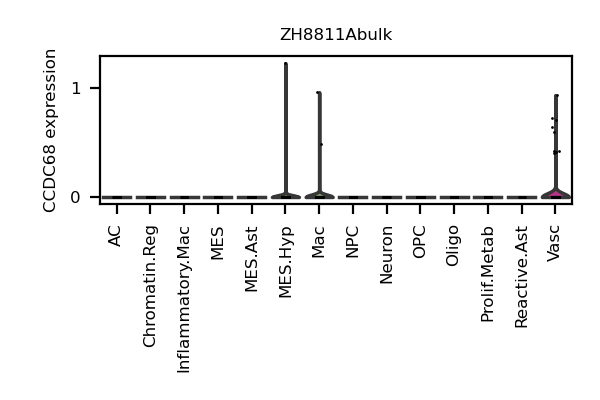 ZH8811Abulk
CCDC68 expression
1
0
AC
Chromatin.Reg
Inflammatory.Mac
MES
MES.Ast
MES.Hyp
Mac
NPC
Neuron
OPC
Oligo
Prolif.Metab
Reactive.Ast
Vasc